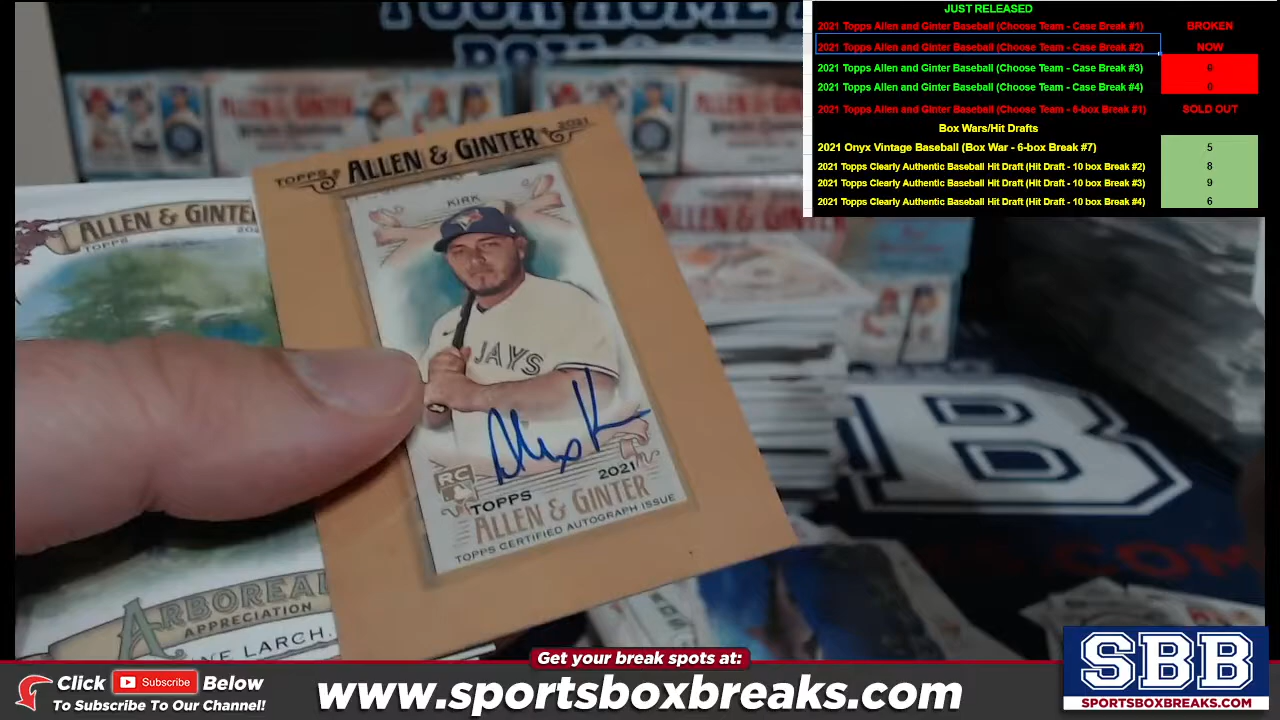 JUST RELEASED
2021 Topps Allen and Ginter Baseball (Choose Team - Case Break #1) BROKEN
2021 Topps Allen and Ginter Baseball (Choose Team - Case Break #2) NOW
2021 Topps Allen and Ginter Baseball (Choose Team - Case Break #3) 0
2021 Topps Allen and Ginter Baseball (Choose Team - Case Break #4) 0
2021 Topps Allen and Ginter Baseball (Choose Team - 6-box Break #1) SOLD OUT
Box Wars/Hit Drafts
2021 Onyx Vintage Baseball (Box War - 6-box Break #7) 5
2021 Topps Clearly Authentic Baseball Hit Draft (Hit Draft - 10 box Break #2) 8
2021 Topps Clearly Authentic Baseball Hit Draft (Hit Draft - 10 box Break #3) 9
2021 Topps Clearly Authentic Baseball Hit Draft (Hit Draft - 10 box Break #4) 6
YOUR HOME
TOPPS ALLEN & GINTER 2021
KIRK
JAYS
Alex K
RC
TOPPS 2021
ALLEN & GINTER
TOPPS CERTIFIED AUTOGRAPH ISSUE
ALLEN & GINTER
TOPPS
ARBOREAL
APPRECIATION
LARCH
ALLEN & GINTER
B
Get your break spots at:
Click Subscribe Below
To Subscribe To Our Channel!
www.sportsboxbreaks.com
SBB
SPORTSBOXBREAKS.COM